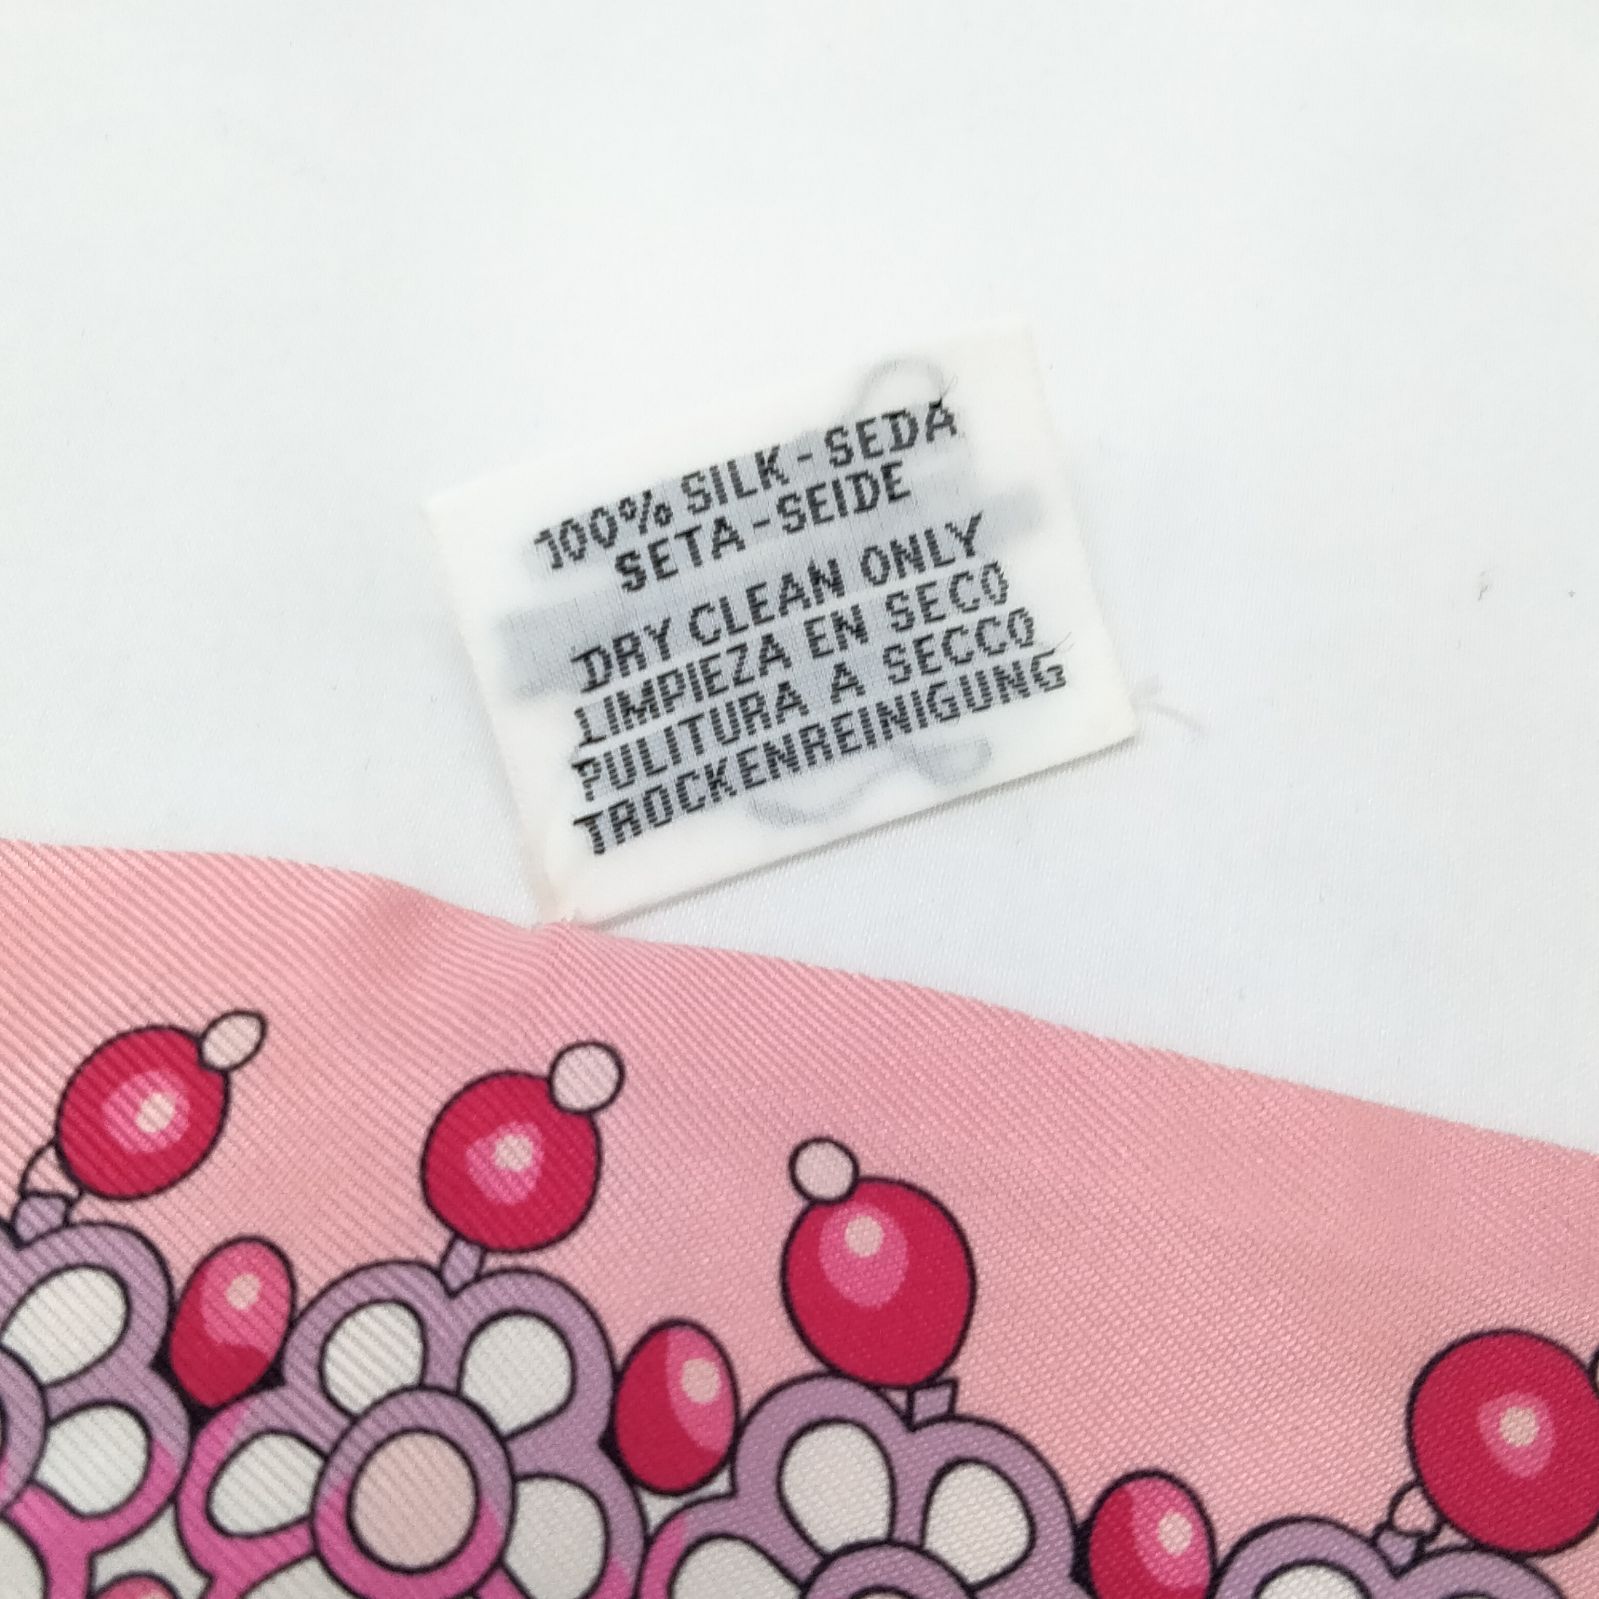 100% SILK - SEDA
SETA - SEIDE
DRY CLEAN ONLY
LIMPIEZA EN SECO
PULITURA A SECCO
TROCKENREINIGUNG